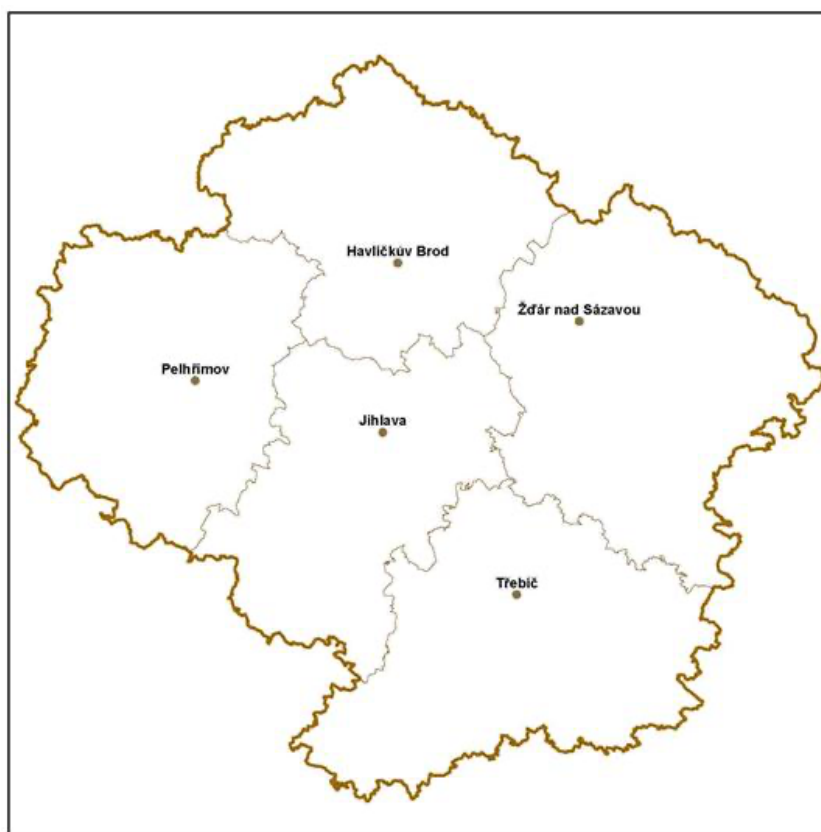 Havlíčkův Brod
Žďár nad Sázavou
Pelhřimov
Jihlava
Třebíč